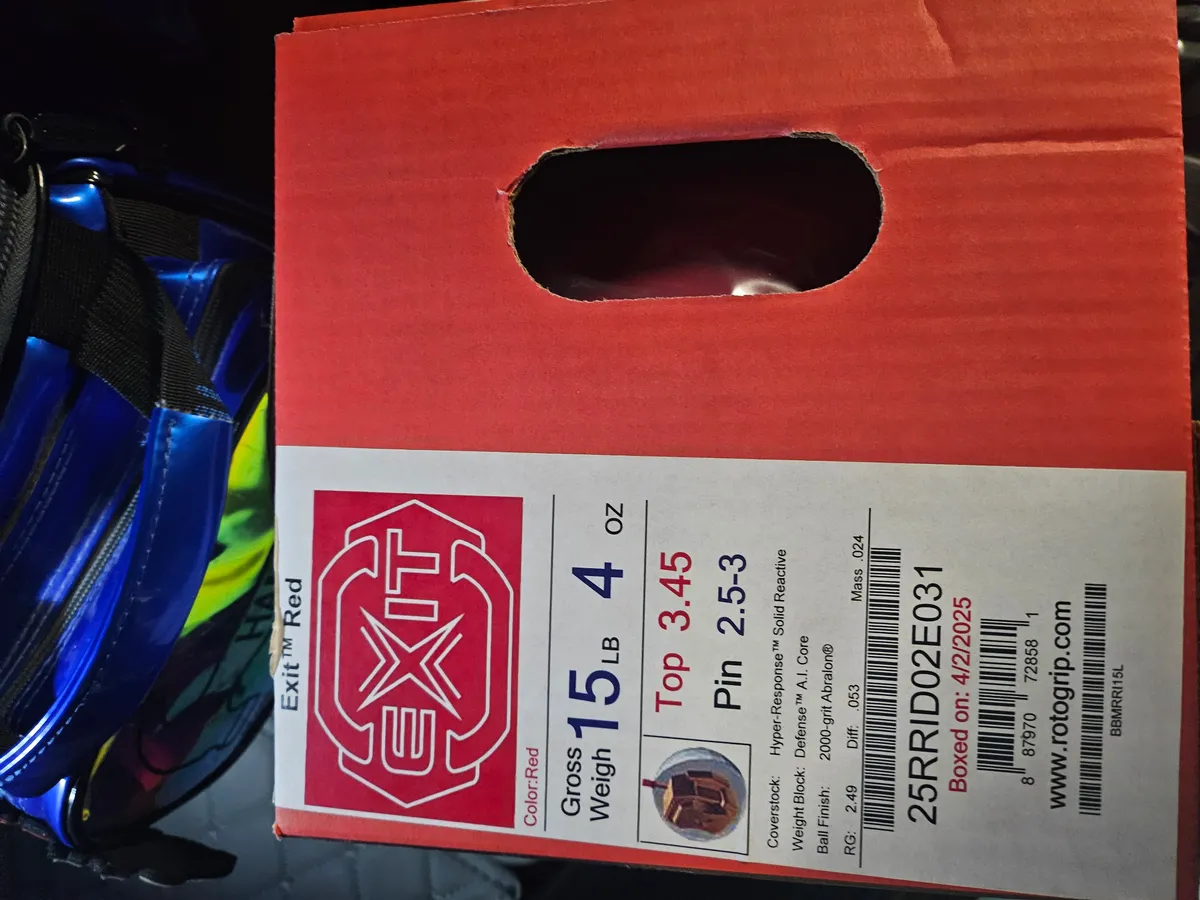 Exit™ Red
EXIT
Color:Red
Gross Weigh 15 LB 4 OZ
Top 3.45
Pin 2.5-3
Coverstock: Hyper-Response™ Solid Reactive
Weight Block: Defense™ A.I. Core
Ball Finish: 2000-grit Abralon®
RG: 2.49 Diff: .053 Mass .024
25RRID02E031
Boxed on: 4/2/2025
8 87970 72858 1
www.rotogrip.com
BBMRRI15L